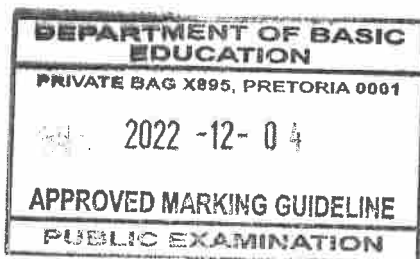 DEPARTMENT OF BASIC
EDUCATION
PRIVATE BAG X895, PRETORIA 0001
2022 -12- 04
APPROVED MARKING GUIDELINE
PUBLIC EXAMINATION